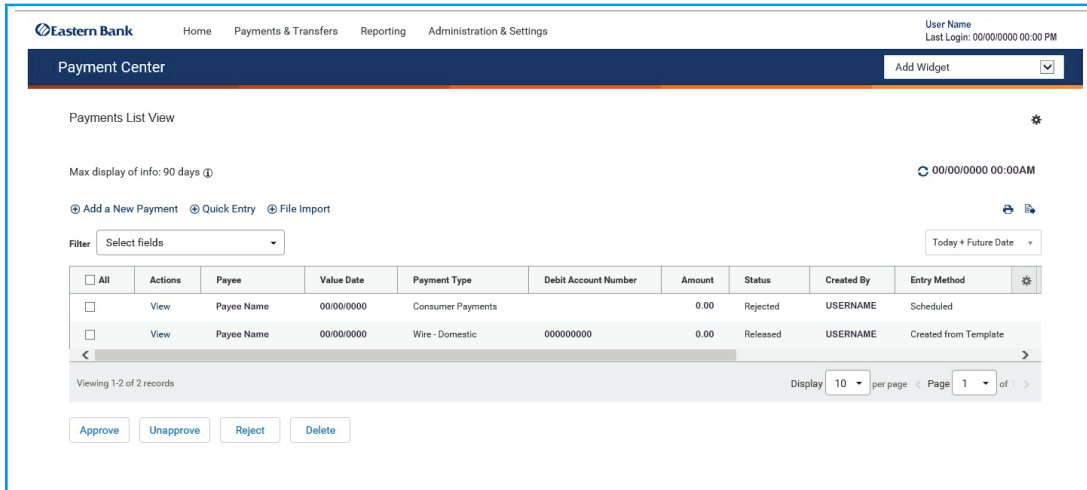 Eastern Bank Home Payments & Transfers Reporting Administration & Settings User Name
Last Login: 00/00/0000 00:00 PM
Payment Center Add Widget
Payments List View
Max display of info: 90 days 00/00/0000 00:00AM
Add a New Payment Quick Entry File Import
Filter Select fields Today + Future Date
All Actions Payee Value Date Payment Type Debit Account Number Amount Status Created By Entry Method
View Payee Name 00/00/0000 Consumer Payments 0.00 Rejected USERNAME Scheduled
View Payee Name 00/00/0000 Wire - Domestic 000000000 0.00 Released USERNAME Created from Template
Viewing 1-2 of 2 records Display 10 per page Page 1 of 1
Approve Unapprove Reject Delete